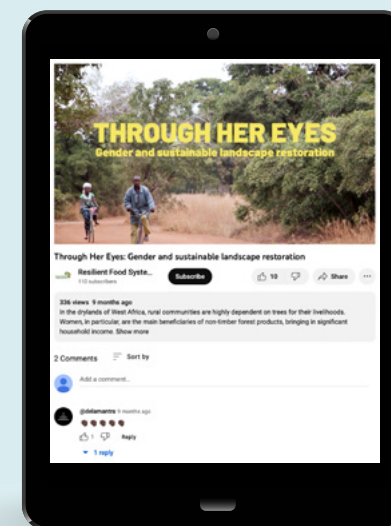 THROUGH HER EYES
Gender and sustainable landscape restoration
Through Her Eyes: Gender and sustainable landscape restoration
Resilient Food Syste...
110 subscribers
Subscribe
10
Share
336 views 9 months ago
In the drylands of West Africa, rural communities are highly dependent on trees for their livelihoods.
Women, in particular, are the main beneficiaries of non-timber forest products, bringing in significant
household income. Show more
2 Comments
Sort by
Add a comment...
@delamantra 9 months ago
1
Reply
1 reply